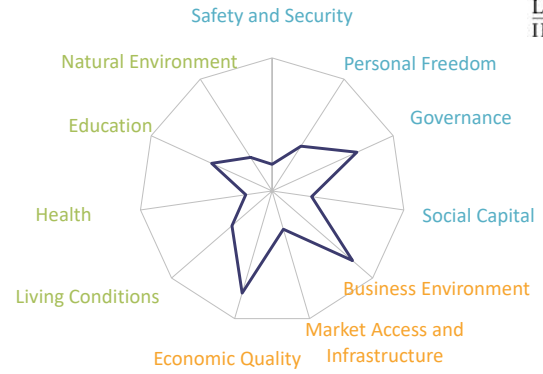 Safety and Security
Natural Environment
Personal Freedom
Education
Governance
Health
Social Capital
Business Environment
Living Conditions
Market Access and
Infrastructure
Economic Quality